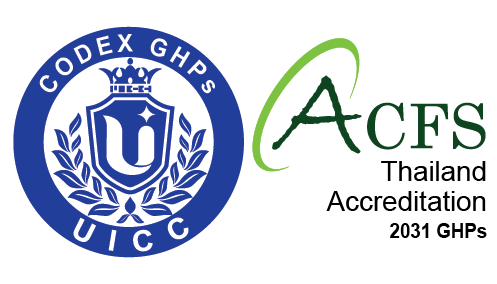 CODEX GHPs
U
UICC
ACFS
Thailand
Accreditation
2031 GHPs